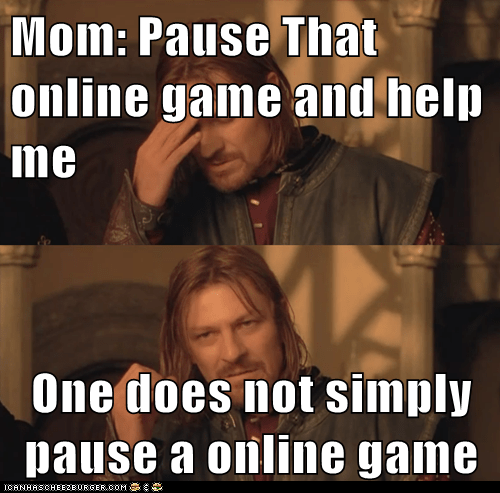 Mom: Pause That
online game and help
me
One does not simply
pause a online game
ICANHASCHEEZBURGER.COM